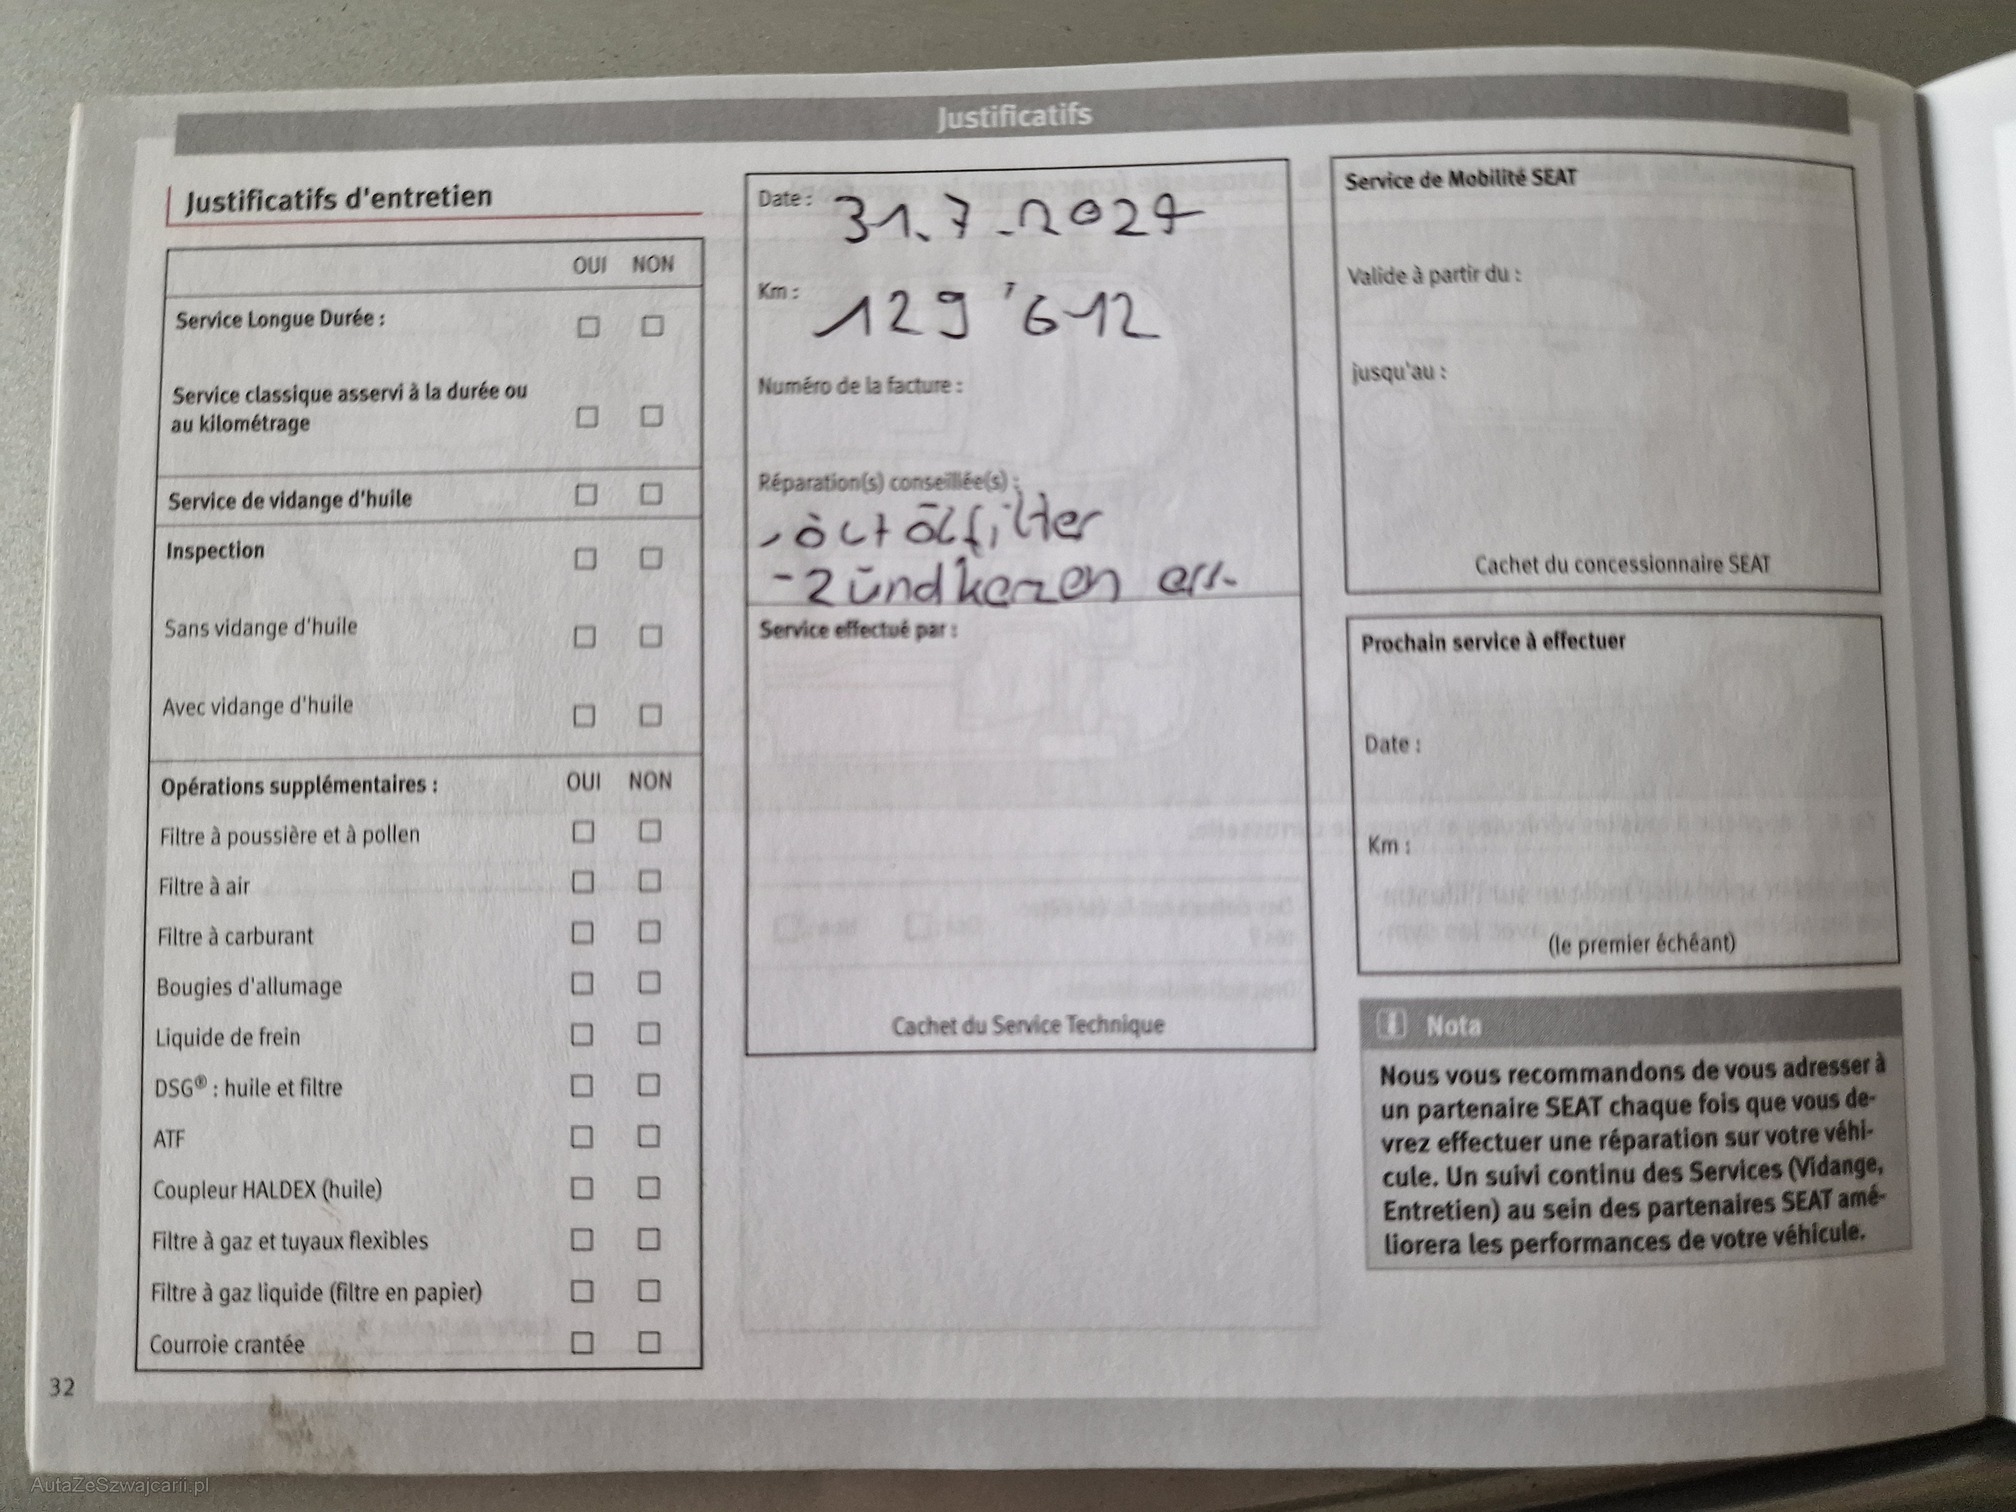 Justificatifs
Justificatifs d'entretien
OUI NON
Service Longue Durée :
Service classique asservi à la durée ou
au kilométrage
Service de vidange d'huile
Inspection
Sans vidange d'huile
Avec vidange d'huile
Opérations supplémentaires : OUI NON
Filtre à poussière et à pollen
Filtre à air
Filtre à carburant
Bougies d'allumage
Liquide de frein
DSG® : huile et filtre
ATF
Coupleur HALDEX (huile)
Filtre à gaz et tuyaux flexibles
Filtre à gaz liquide (filtre en papier)
Courroie crantée
32
Date : 31.7.2024
Km : 129'612
Numéro de la facture :
Réparation(s) conseillée(s) :
ölfilter
- Zündkerzen ers.
Service effectué par :
Cachet du Service Technique
Service de Mobilité SEAT
Valide à partir du :
jusqu'au :
Cachet du concessionnaire SEAT
Prochain service à effectuer
Date :
Km :
(le premier échéant)
Nota
Nous vous recommandons de vous adresser à
un partenaire SEAT chaque fois que vous de-
vrez effectuer une réparation sur votre véhi-
cule. Un suivi continu des Services (Vidange,
Entretien) au sein des partenaires SEAT amé-
liorera les performances de votre véhicule.
AutaZeSzwajcarii.pl